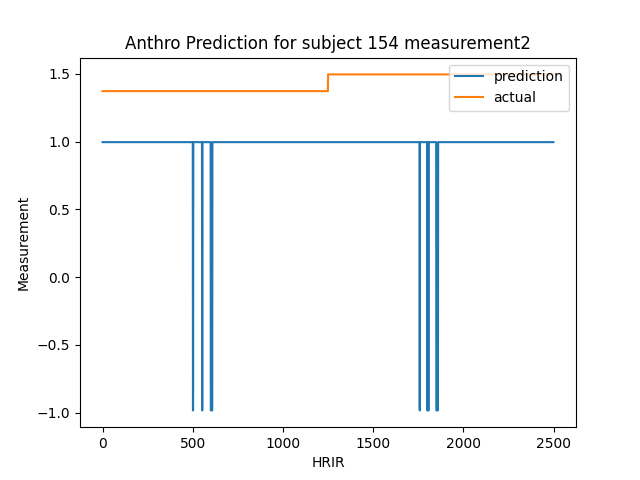 Anthro Prediction for subject 154 measurement2
prediction
actual
Measurement
1.5
1.0
0.5
0.0
−0.5
−1.0
0 500 1000 1500 2000 2500
HRIR